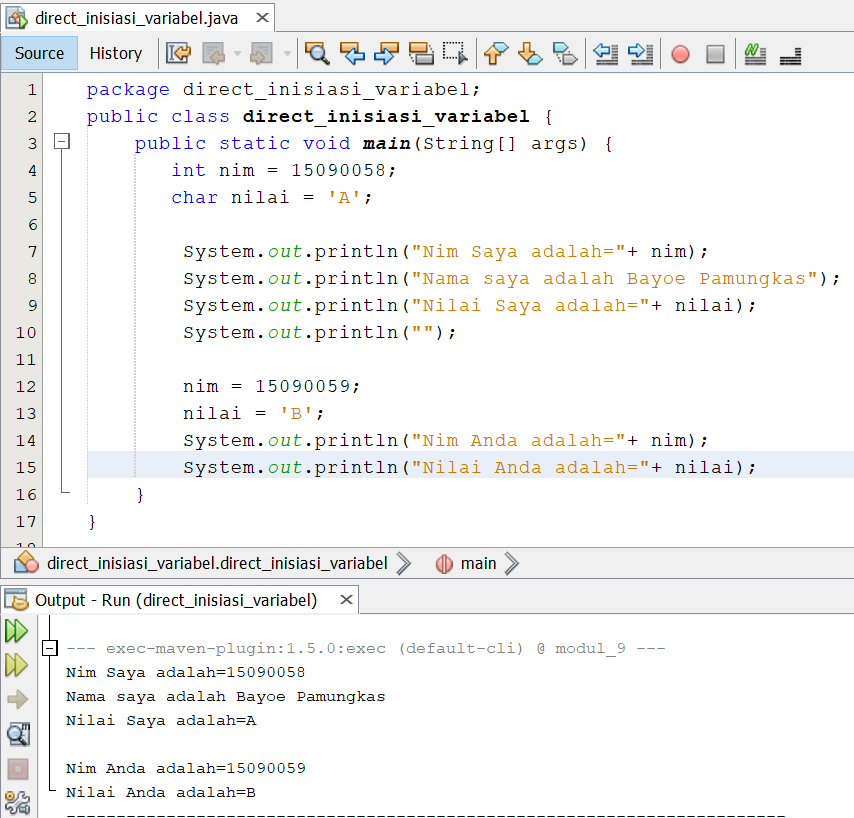 direct_inisiasi_variabel.java
Source History
1 package direct_inisiasi_variabel;
2 public class direct_inisiasi_variabel {
3 public static void main(String[] args) {
4 int nim = 15090058;
5 char nilai = 'A';
6
7 System.out.println("Nim Saya adalah="+ nim);
8 System.out.println("Nama saya adalah Bayoe Pamungkas");
9 System.out.println("Nilai Saya adalah="+ nilai);
10 System.out.println("");
11
12 nim = 15090059;
13 nilai = 'B';
14 System.out.println("Nim Anda adalah="+ nim);
15 System.out.println("Nilai Anda adalah="+ nilai);
16 }
17 }
direct_inisiasi_variabel.direct_inisiasi_variabel main
Output - Run (direct_inisiasi_variabel)
--- exec-maven-plugin:1.5.0:exec (default-cli) @ modul_9 ---
Nim Saya adalah=15090058
Nama saya adalah Bayoe Pamungkas
Nilai Saya adalah=A
Nim Anda adalah=15090059
Nilai Anda adalah=B
------------------------------------------------------------------------